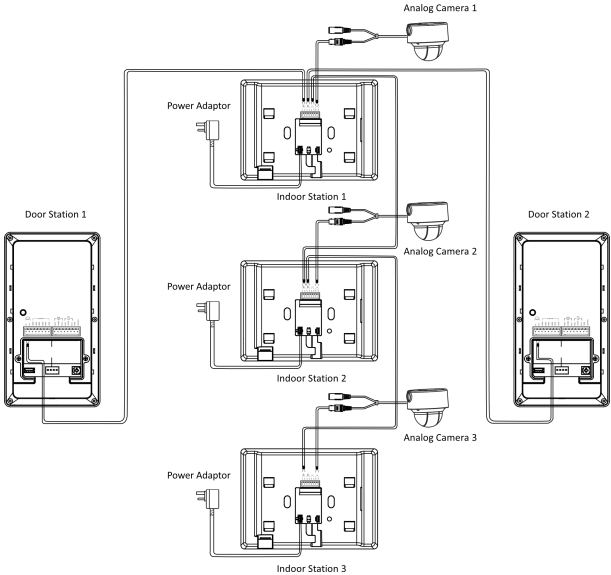 Analog Camera 1
Power Adaptor
Indoor Station 1
Door Station 1
Door Station 2
Analog Camera 2
Power Adaptor
Indoor Station 2
Analog Camera 3
Power Adaptor
Indoor Station 3